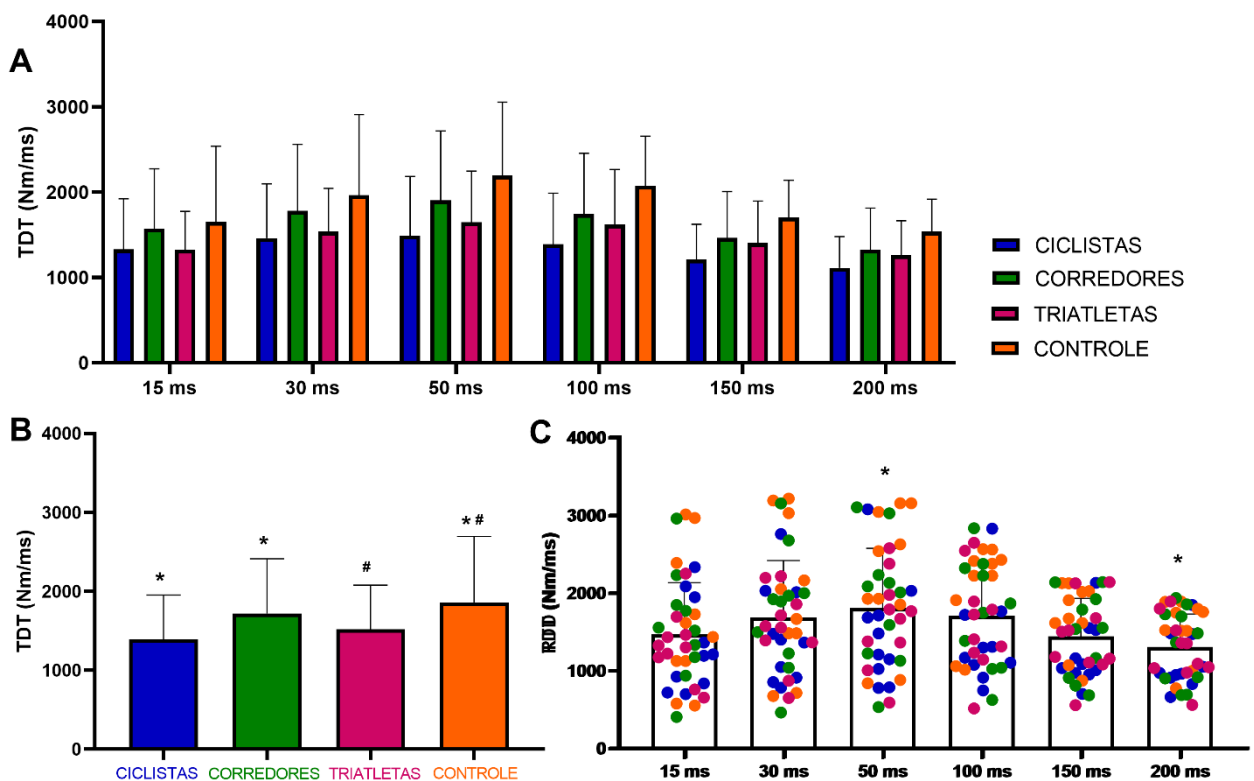 A
4000
3000
2000
1000
0
TDT (Nm/ms)
15 ms
30 ms
50 ms
100 ms
150 ms
200 ms
CICLISTAS
CORREDORES
TRIATLETAS
CONTROLE
B
4000
3000
2000
1000
0
TDT (Nm/ms)
*
*
#
* #
CICLISTAS
CORREDORES
TRIATLETAS
CONTROLE
C
4000
3000
2000
1000
0
(Nm/ms)
*
*
15 ms
30 ms
50 ms
100 ms
150 ms
200 ms